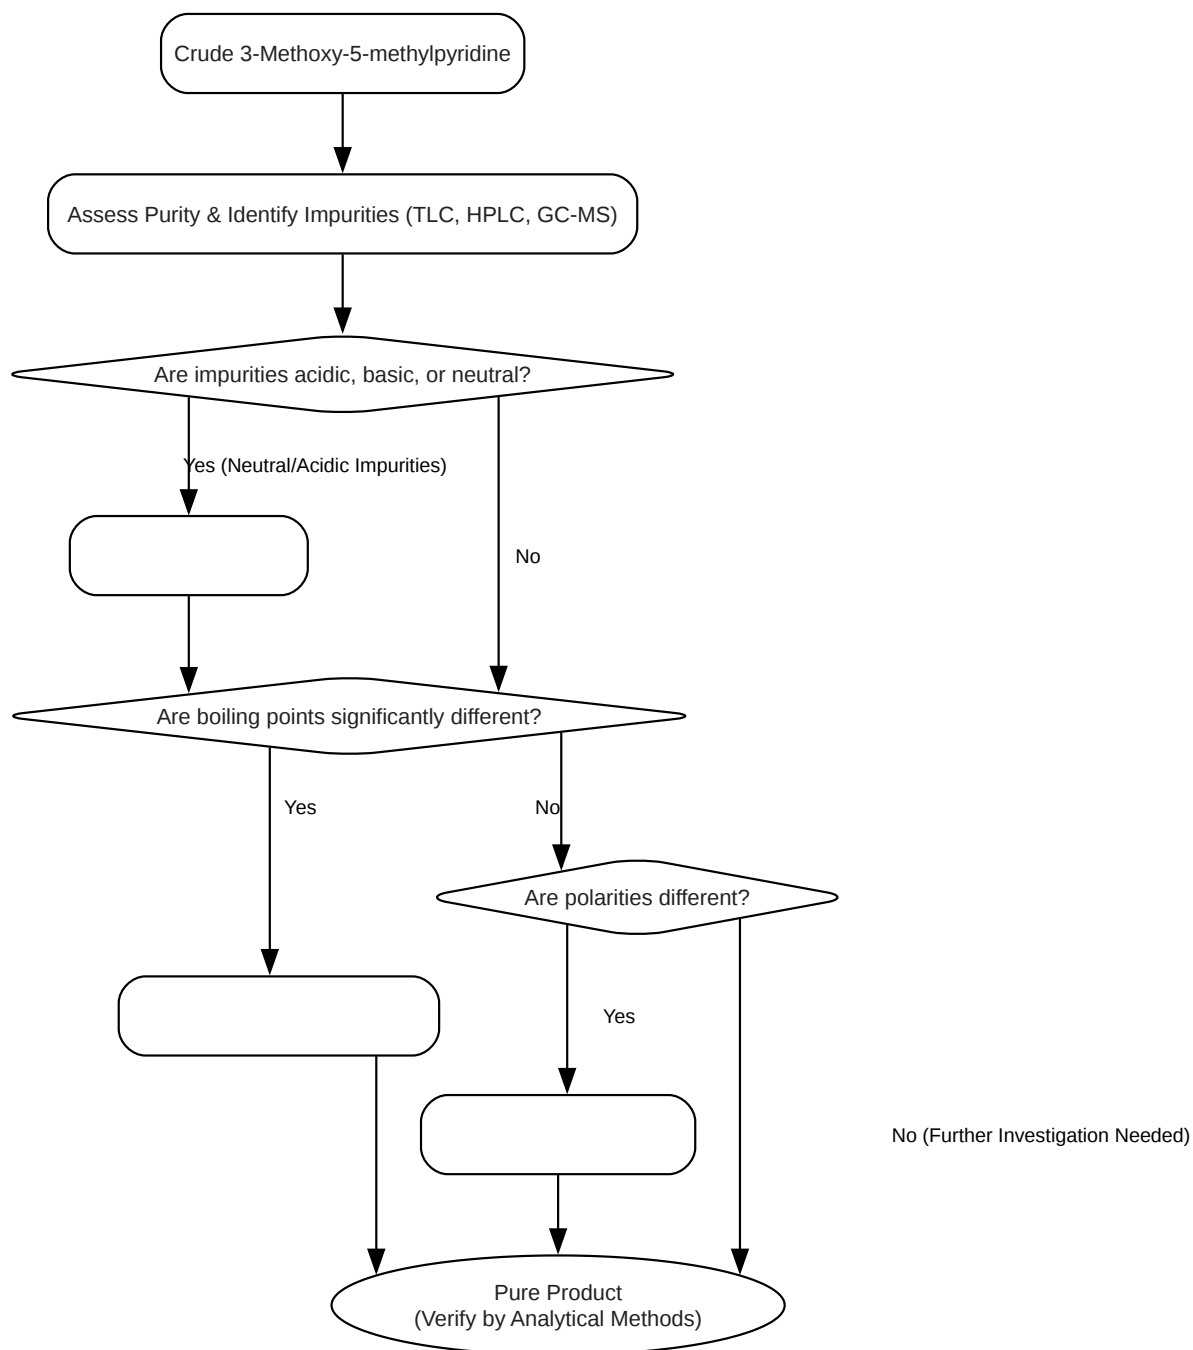 Crude 3-Methoxy-5-methylpyridine
Assess Purity & Identify Impurities (TLC, HPLC, GC-MS)
Are impurities acidic, basic, or neutral?
Yes (Neutral/Acidic Impurities)
No
Are boiling points significantly different?
Yes
No
Are polarities different?
Yes
No (Further Investigation Needed)
Pure Product
(Verify by Analytical Methods)